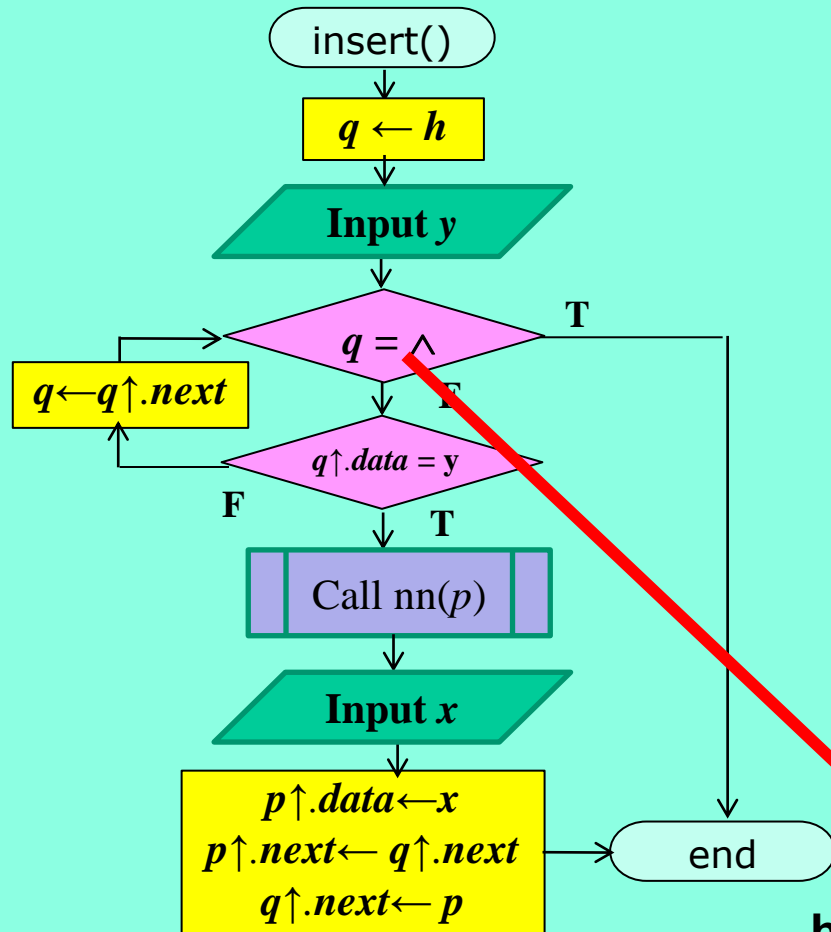 insert()
q ← h
Input y
q = ^
T
F
q←q↑.next
q↑.data = y
F
T
Call nn(p)
Input x
p↑.data←x
p↑.next← q↑.next
q↑.next← p
end